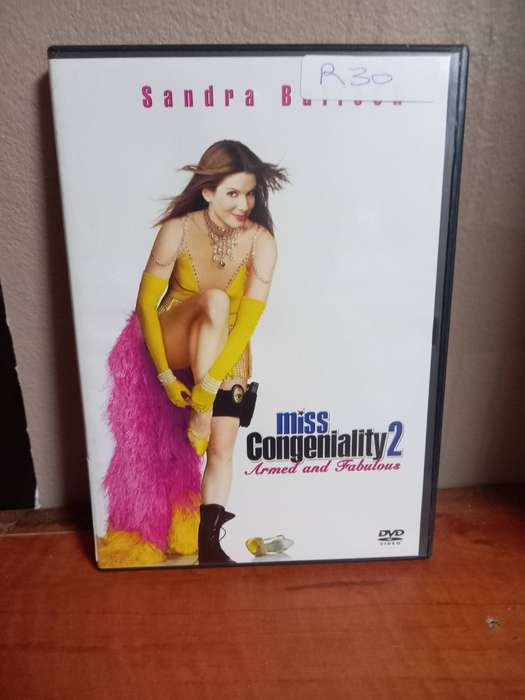 R30
Sandra
miss
Congeniality 2
Armed and Fabulous
DVD
VIDEO